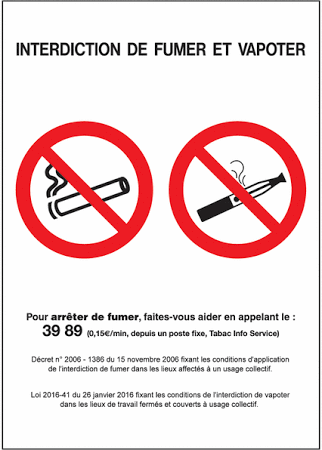 INTERDICTION DE FUMER ET VAPOTER
Pour arrêter de fumer, faites-vous aider en appelant le :
39 89 (0,15€/min, depuis un poste fixe, Tabac Info Service)
Décret n° 2006 - 1386 du 15 novembre 2006 fixant les conditions d'application
de l'interdiction de fumer dans les lieux affectés à un usage collectif.
Loi 2016-41 du 26 janvier 2016 fixant les conditions de l'interdiction de vapoter
dans les lieux de travail fermés et couverts à usage collectif.